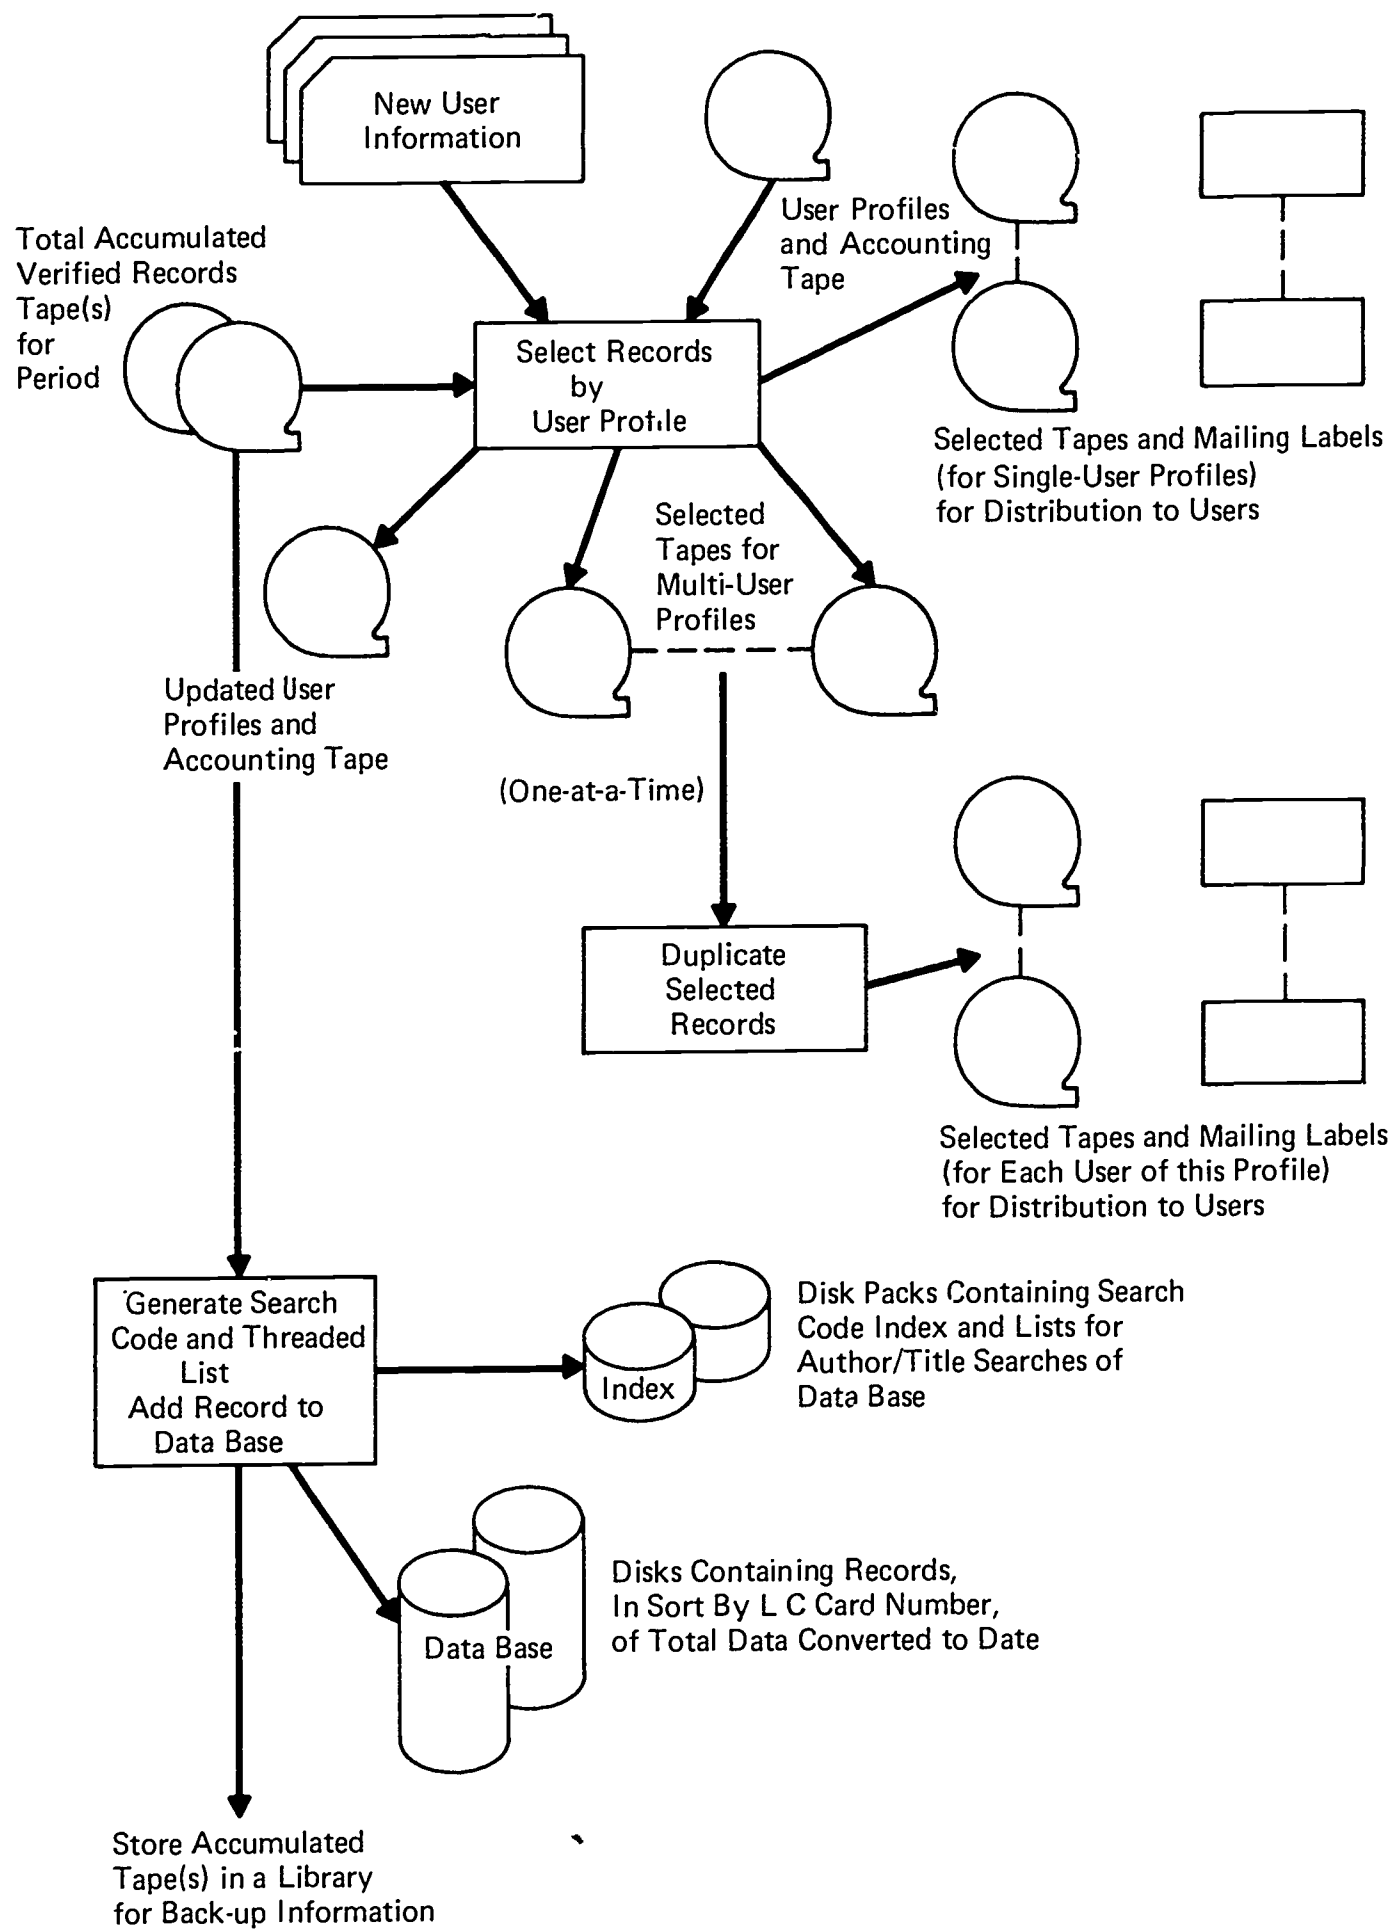 New User
Information
User Profiles
and Accounting
Tape
Total Accumulated
Verified Records
Tape(s)
for
Period
Select Records
by
User Profile
Selected Tapes and Mailing Labels
(for Single-User Profiles)
for Distribution to Users
Selected
Tapes for
Multi-User
Profiles
Updated User
Profiles and
Accounting Tape
(One-at-a-Time)
Duplicate
Selected
Records
Selected Tapes and Mailing Labels
(for Each User of this Profile)
for Distribution to Users
Generate Search
Code and Threaded
List
Add Record to
Data Base
Index
Disk Packs Containing Search
Code Index and Lists for
Author/Title Searches of
Data Base
Data Base
Disks Containing Records,
In Sort By L C Card Number,
of Total Data Converted to Date
Store Accumulated
Tape(s) in a Library
for Back-up Information